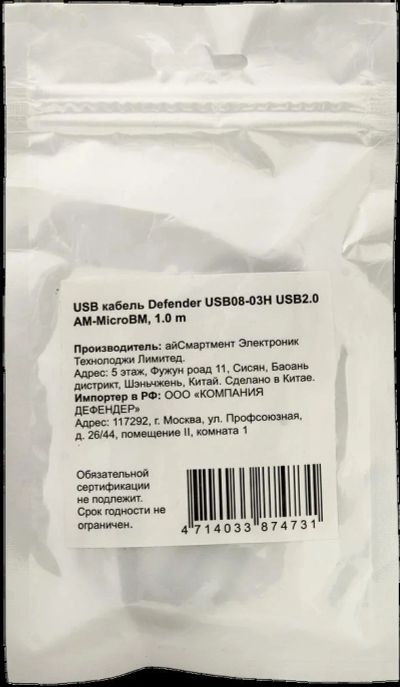 USB кабель Defender USB08-03H USB2.0
AM-MicroBM, 1.0 m
Производитель: айСмартмент Электроник
Технолоджи Лимитед.
Адрес: 5 этаж, Фужун роад 11, Сисян, Баоань
дистрикт, Шэньчжень, Китай. Сделано в Китае.
Импортер в РФ: ООО «КОМПАНИЯ
ДЕФЕНДЕР»
Адрес: 117292, г. Москва, ул. Профсоюзная,
д. 26/44, помещение II, комната 1
Обязательной
сертификации
не подлежит.
Срок годности не
ограничен.
4 714033 874731